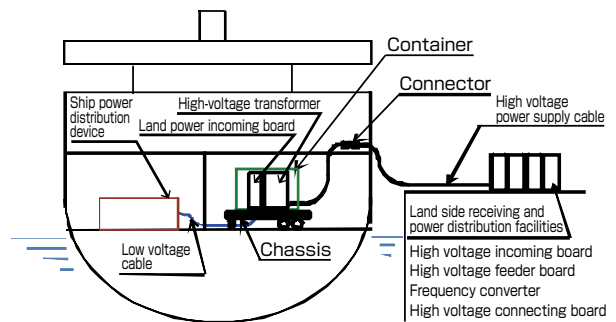 Container
Ship power
distribution
device
High-voltage transformer
Land power incoming board
Connector
High voltage
power supply cable
Low voltage
cable
Chassis
Land side receiving and
power distribution facilities
High voltage incoming board
High voltage feeder board
Frequency converter
High voltage connecting board